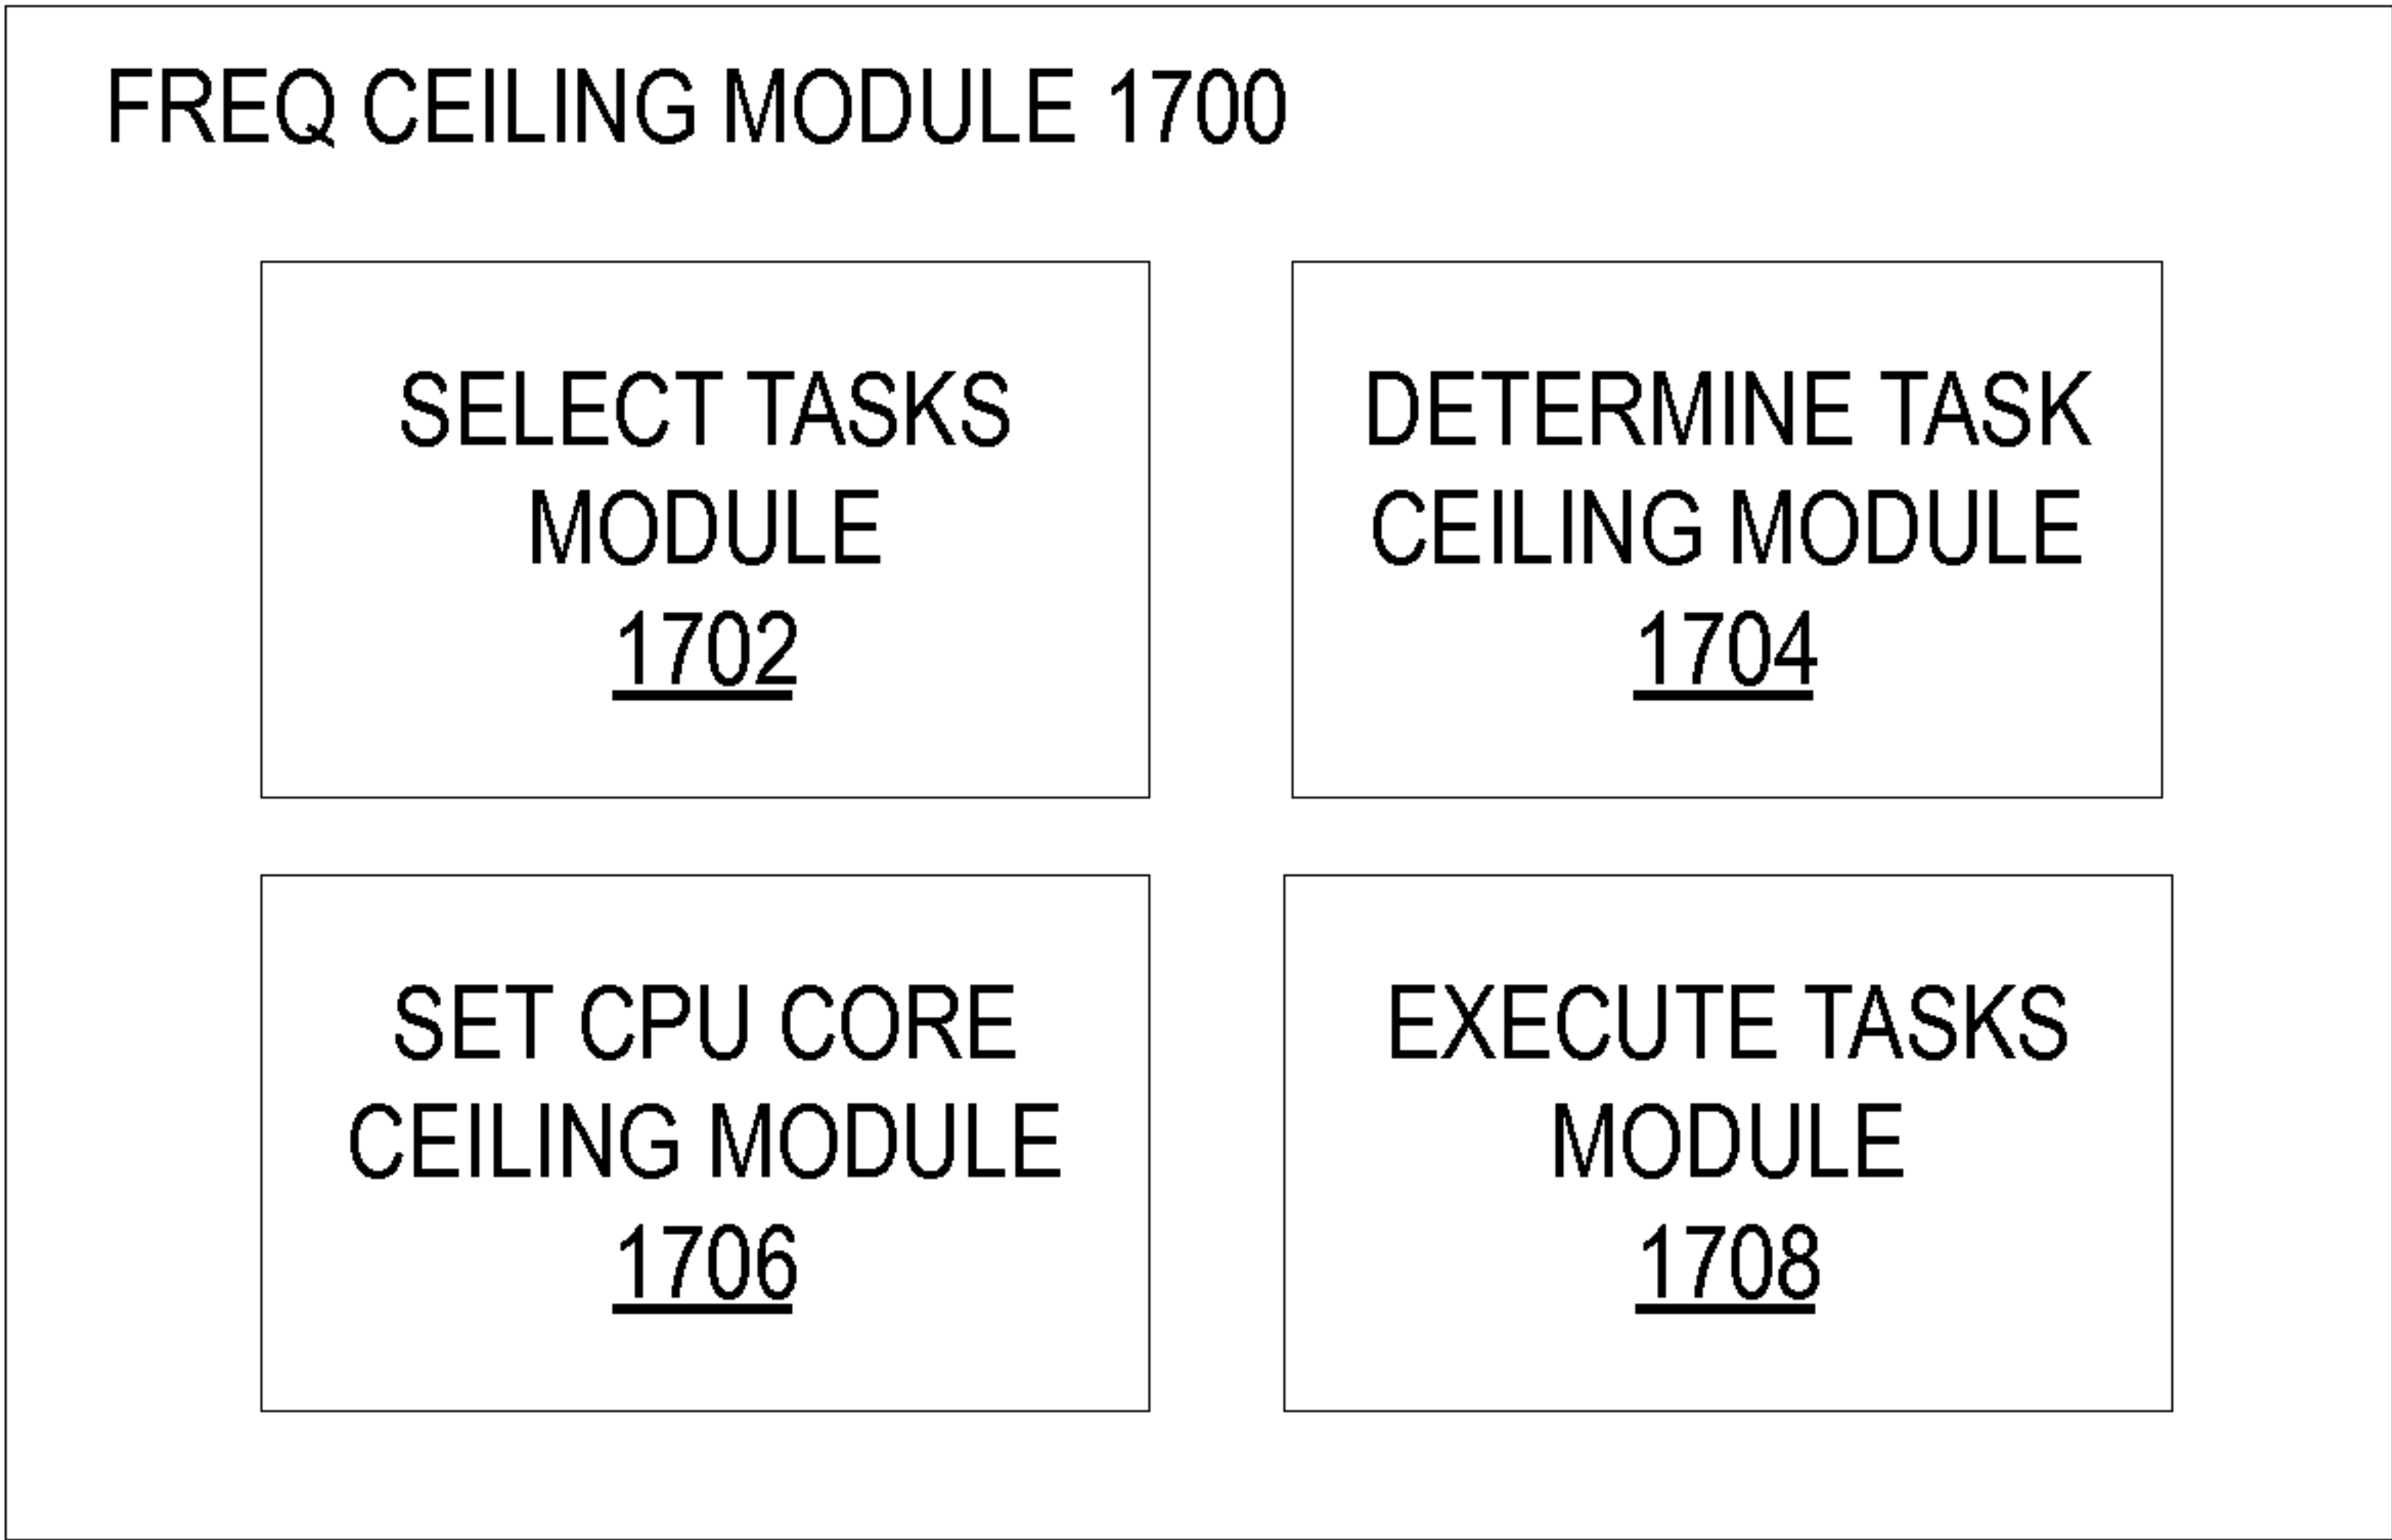 FREQ CEILING MODULE 1700
SELECT TASKS
MODULE
1702
DETERMINE TASK
CEILING MODULE
1704
SET CPU CORE
CEILING MODULE
1706
EXECUTE TASKS
MODULE
1708